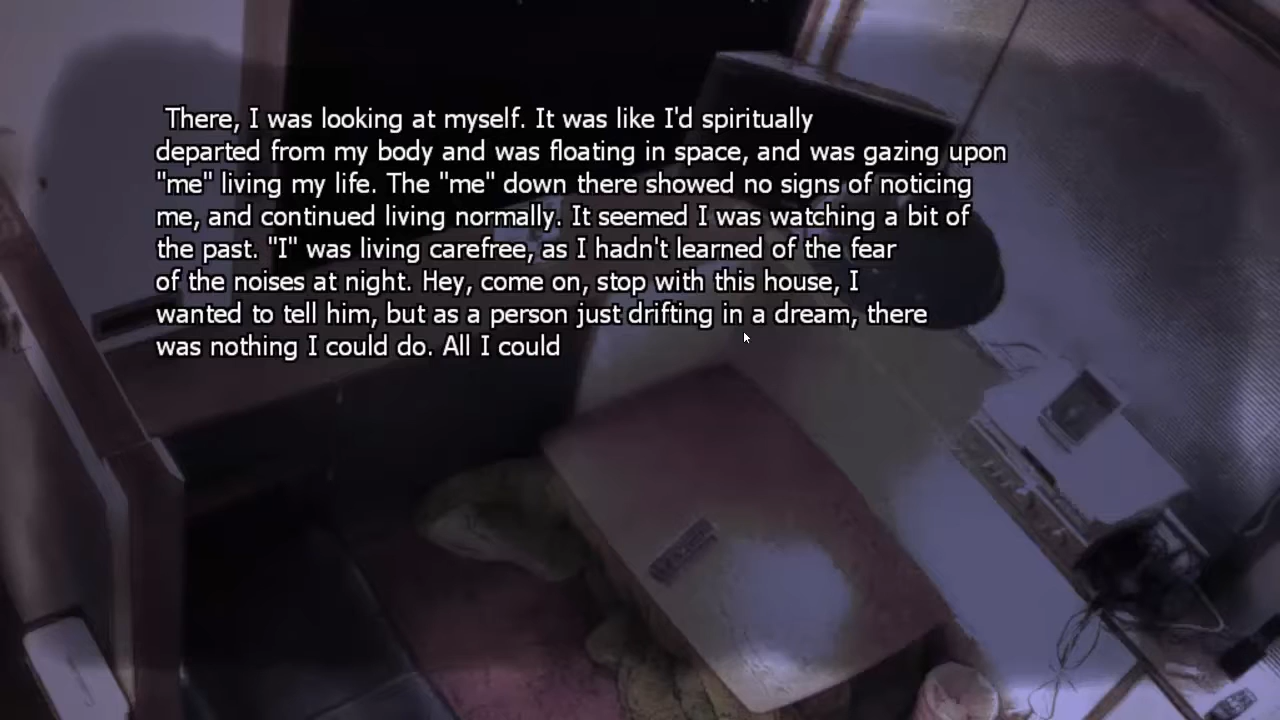 There, I was looking at myself. It was like I'd spiritually
departed from my body and was floating in space, and was gazing upon
"me" living my life. The "me" down there showed no signs of noticing
me, and continued living normally. It seemed I was watching a bit of
the past. "I" was living carefree, as I hadn't learned of the fear
of the noises at night. Hey, come on, stop with this house, I
wanted to tell him, but as a person just drifting in a dream, there
was nothing I could do. All I could